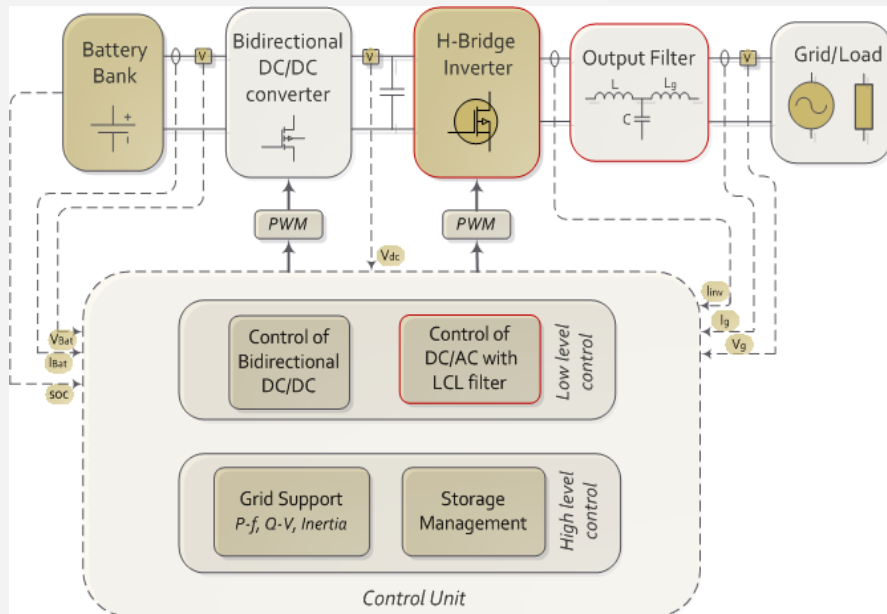 Battery
Bank
Bidirectional
DC/DC
converter
H-Bridge
Inverter
Output Filter
Grid/Load
V
V
V
L
Lg
C
+
PWM
PWM
Vdc
VBat
IBat
SOC
Iinv
Ig
Vg
Control of
Bidirectional
DC/DC
Control of
DC/AC with
LCL filter
Low level
control
Grid Support
P-f, Q-V, Inertia
Storage
Management
High level
control
Control Unit